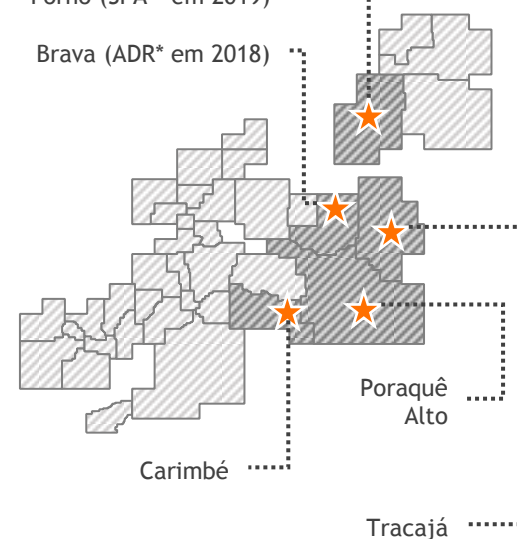 Forno (SPA** em 2019)
Brava (ADR* em 2018)
Poraquê
Alto
Carimbé
Tracajá